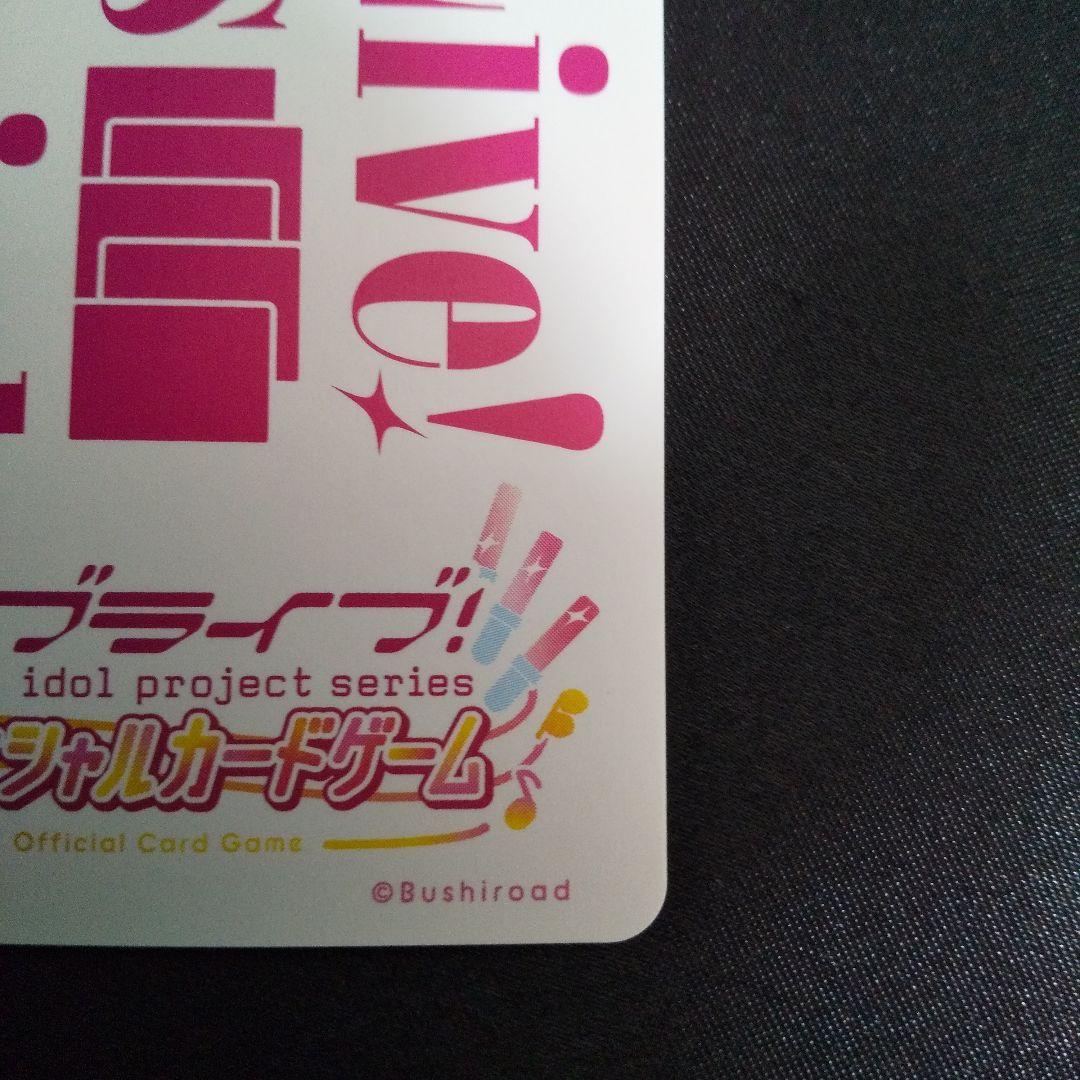 ive!
ブライブ!
idol project series
シャルカードゲーム
Official Card Game
©Bushiroad